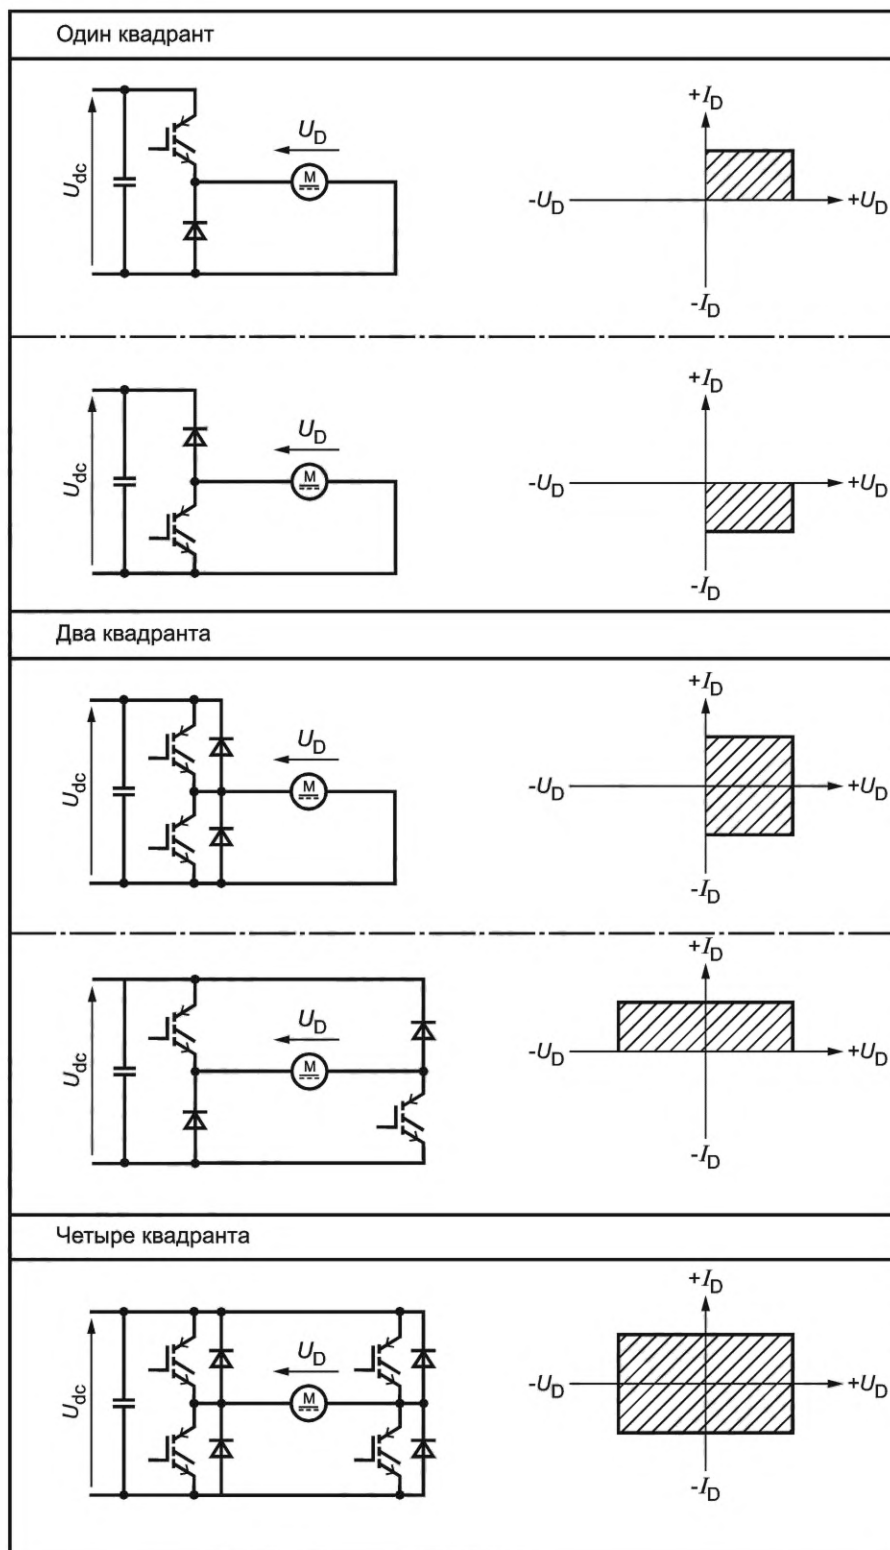 Один квадрант
+I_D
U_D
U_dc
M
-U_D
+U_D
-I_D
+I_D
U_D
U_dc
M
-U_D
+U_D
-I_D
Два квадранта
+I_D
U_D
U_dc
M
-U_D
+U_D
-I_D
+I_D
U_D
U_dc
M
-U_D
+U_D
-I_D
Четыре квадранта
+I_D
U_D
U_dc
M
-U_D
+U_D
-I_D